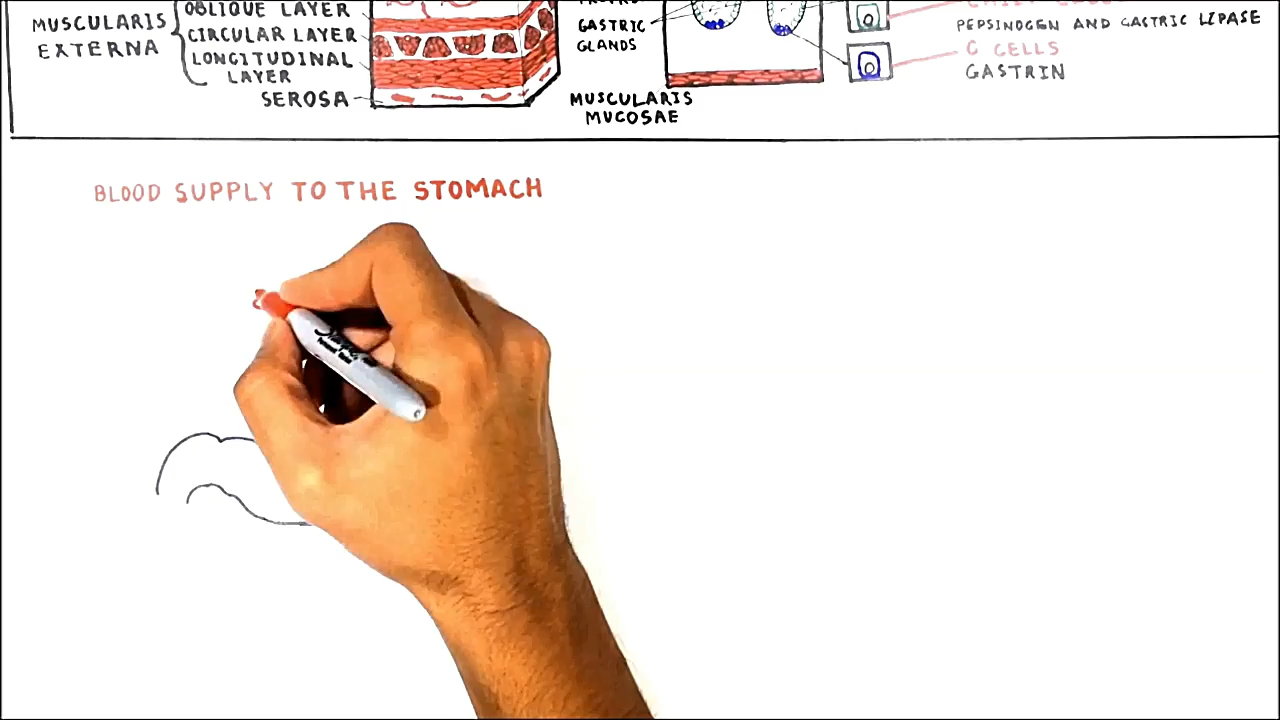 MUSCULARIS
EXTERNA
OBLIQUE LAYER
CIRCULAR LAYER
LONGITUDINAL
LAYER
SEROSA
GASTRIC
GLANDS
MUSCULARIS
MUCOSAE
PEPSINOGEN AND GASTRIC LIPASE
G CELLS
GASTRIN
BLOOD SUPPLY TO THE STOMACH
Sharpie